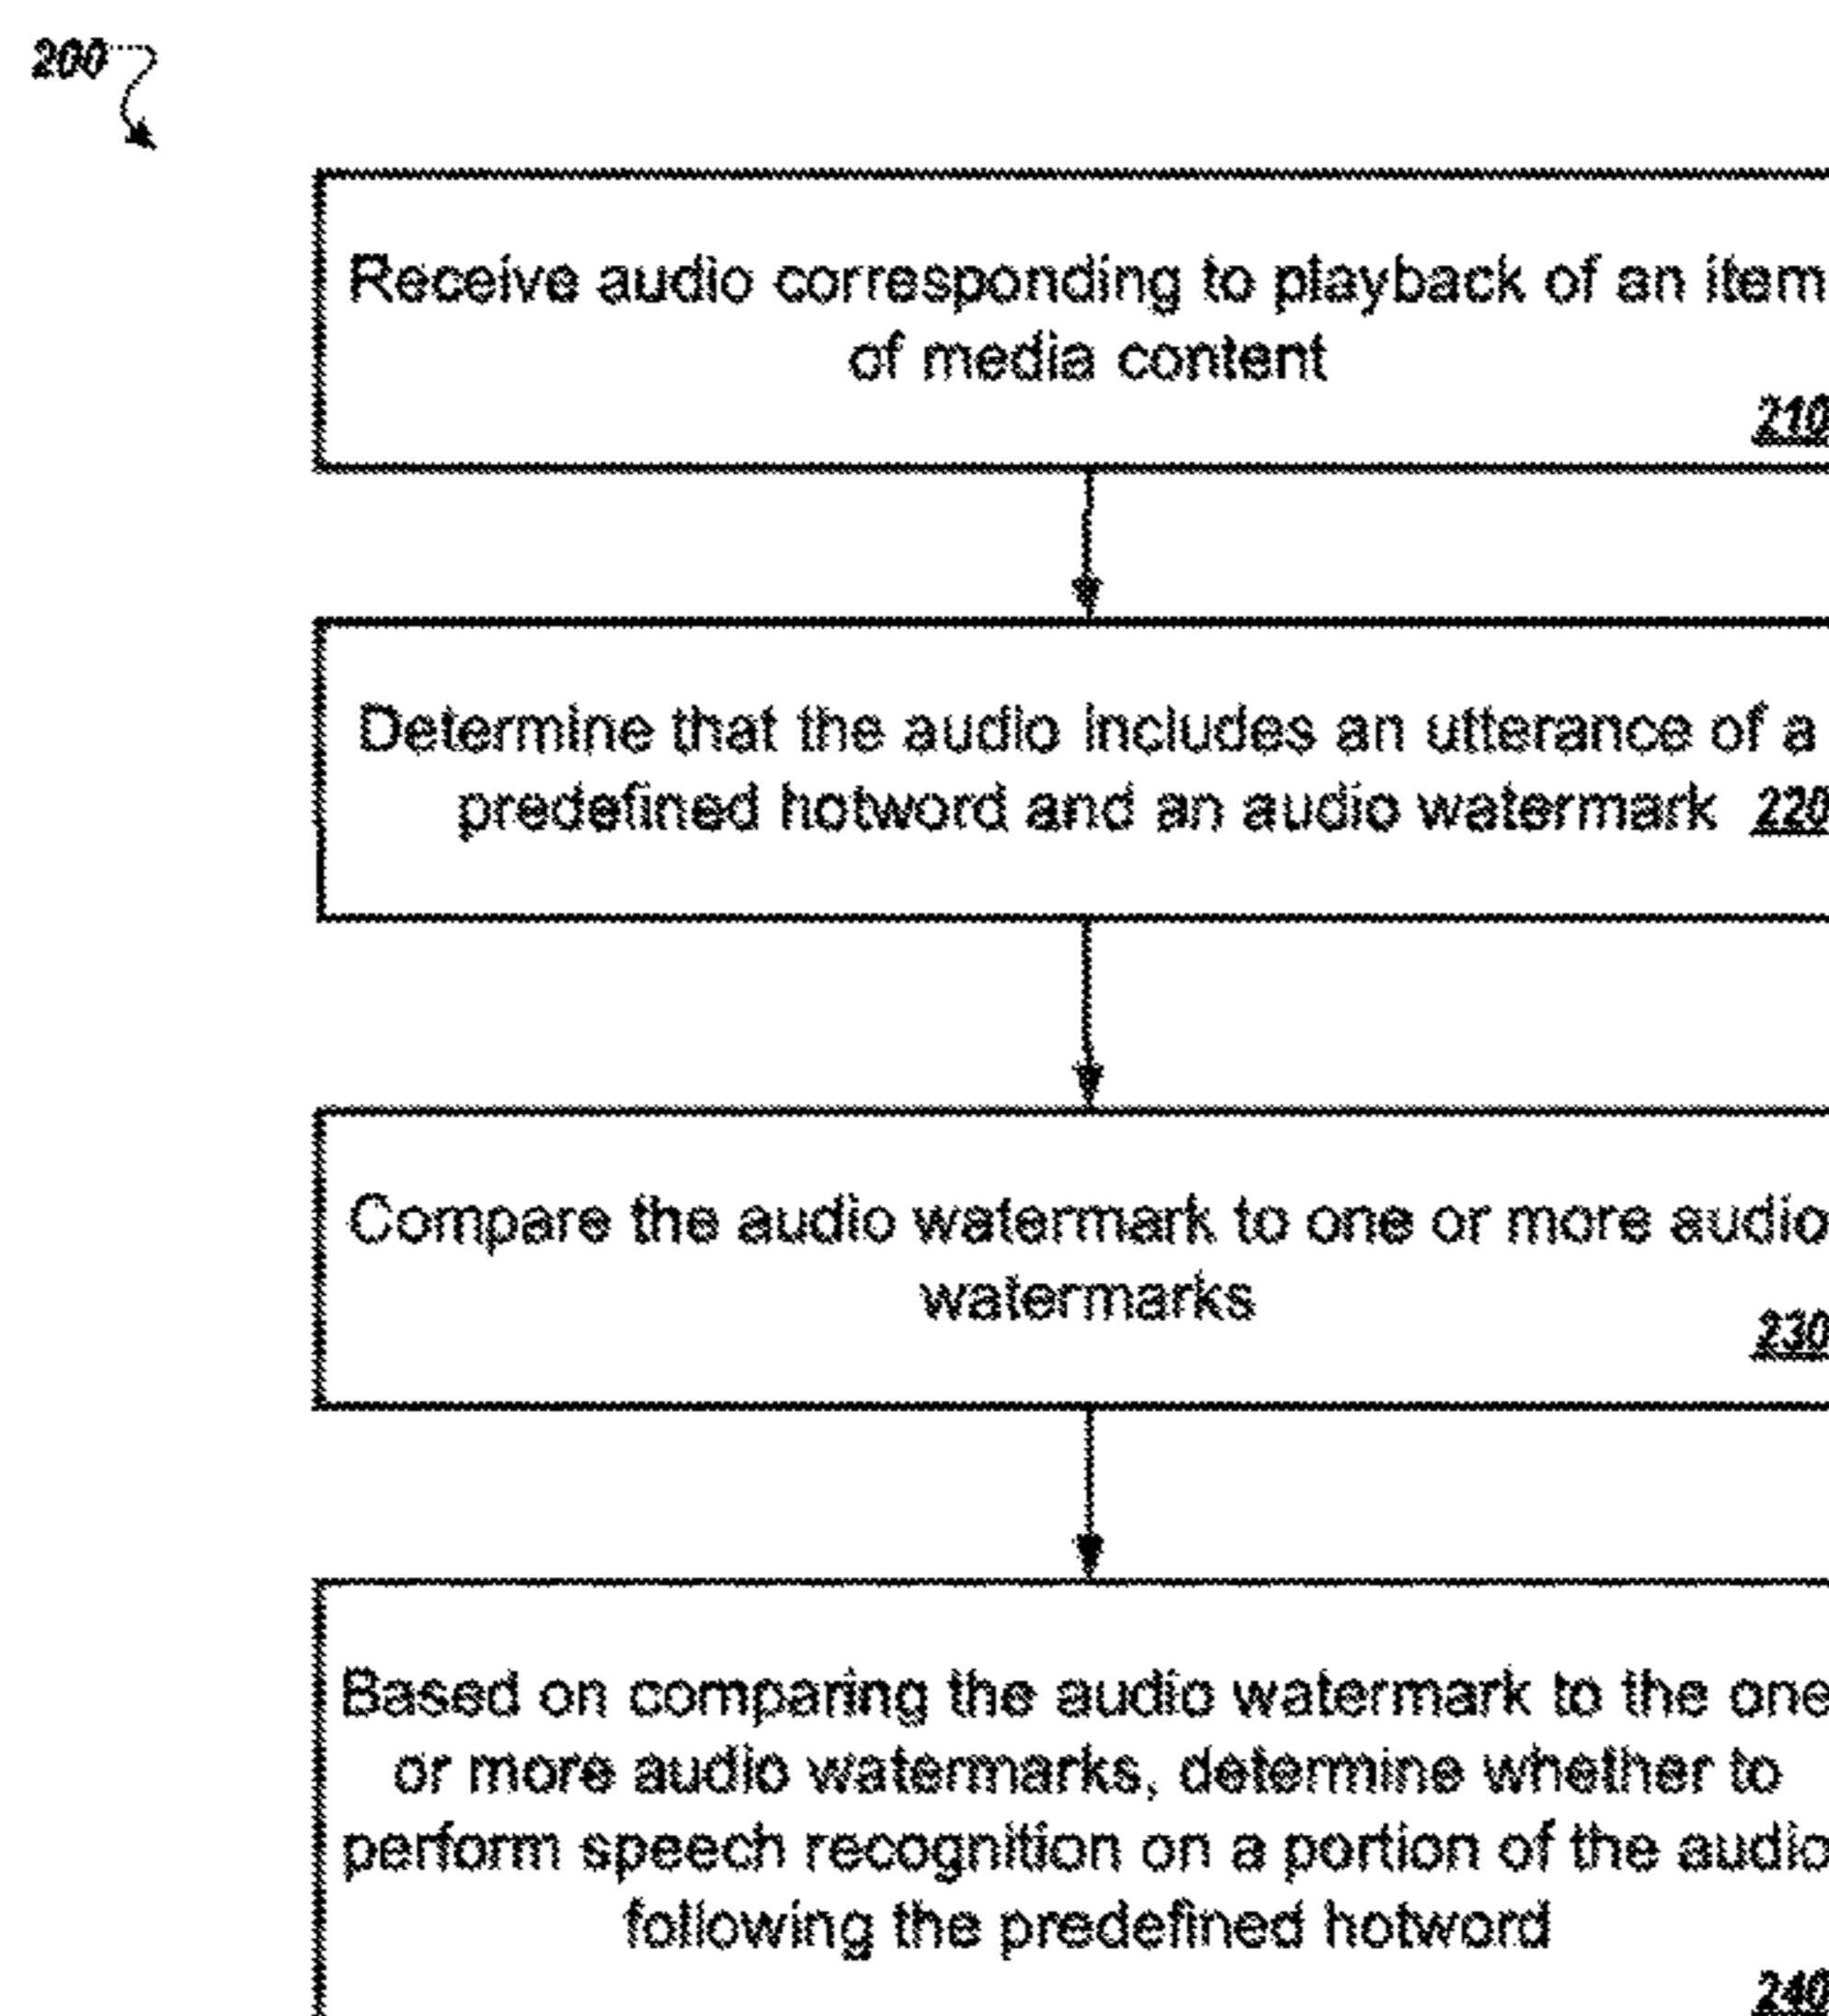 200
Receive audio corresponding to playback of an item
of media content
210
Determine that the audio includes an utterance of a
predefined hotword and an audio watermark 220
Compare the audio watermark to one or more audio
watermarks
230
Based on comparing the audio watermark to the one
or more audio watermarks, determine whether to
perform speech recognition on a portion of the audio
following the predefined hotword
240